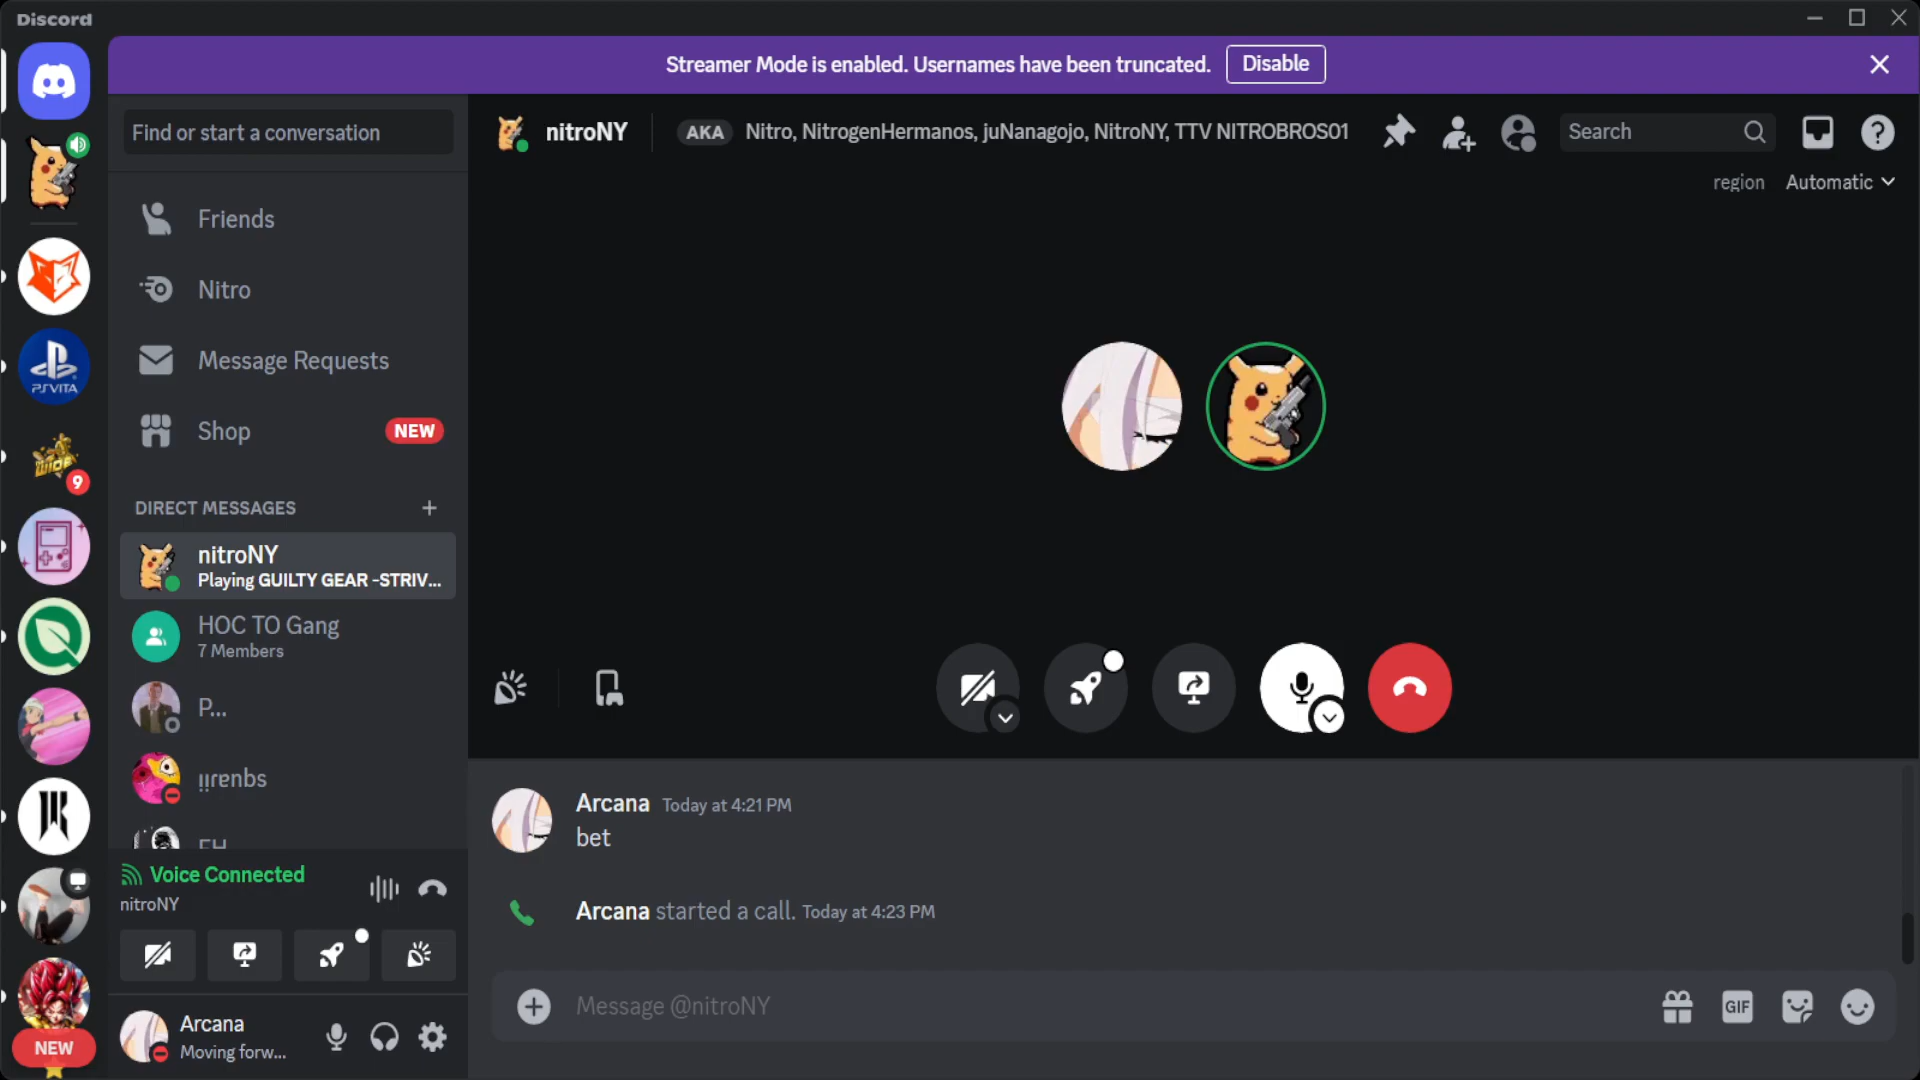 Discord
Streamer Mode is enabled. Usernames have been truncated. Disable
Find or start a conversation
nitroNY AKA Nitro, NitrogenHermanos, juNanagojo, NitroNY, TTV NITROBROS01 Search
region Automatic
Friends
Nitro
Message Requests
Shop NEW
DIRECT MESSAGES
nitroNY
Playing GUILTY GEAR -STRIV...
HOC TO Gang
7 Members
P...
Voice Connected
nitroNY
Arcana
Moving forw...
PSVITA
9
NEW
Arcana Today at 4:21 PM
bet
Arcana started a call. Today at 4:23 PM
Message @nitroNY
GIF